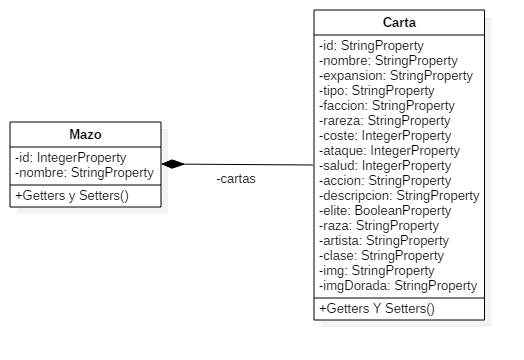 Mazo
-id: IntegerProperty
-nombre: StringProperty
+Getters y Setters()
-cartas
Carta
-id: StringProperty
-nombre: StringProperty
-expansion: StringProperty
-tipo: StringProperty
-faccion: StringProperty
-rareza: StringProperty
-coste: IntegerProperty
-ataque: IntegerProperty
-salud: IntegerProperty
-accion: StringProperty
-descripcion: StringProperty
-elite: BooleanProperty
-raza: StringProperty
-artista: StringProperty
-clase: StringProperty
-img: StringProperty
-imgDorada: StringProperty
+Getters Y Setters()